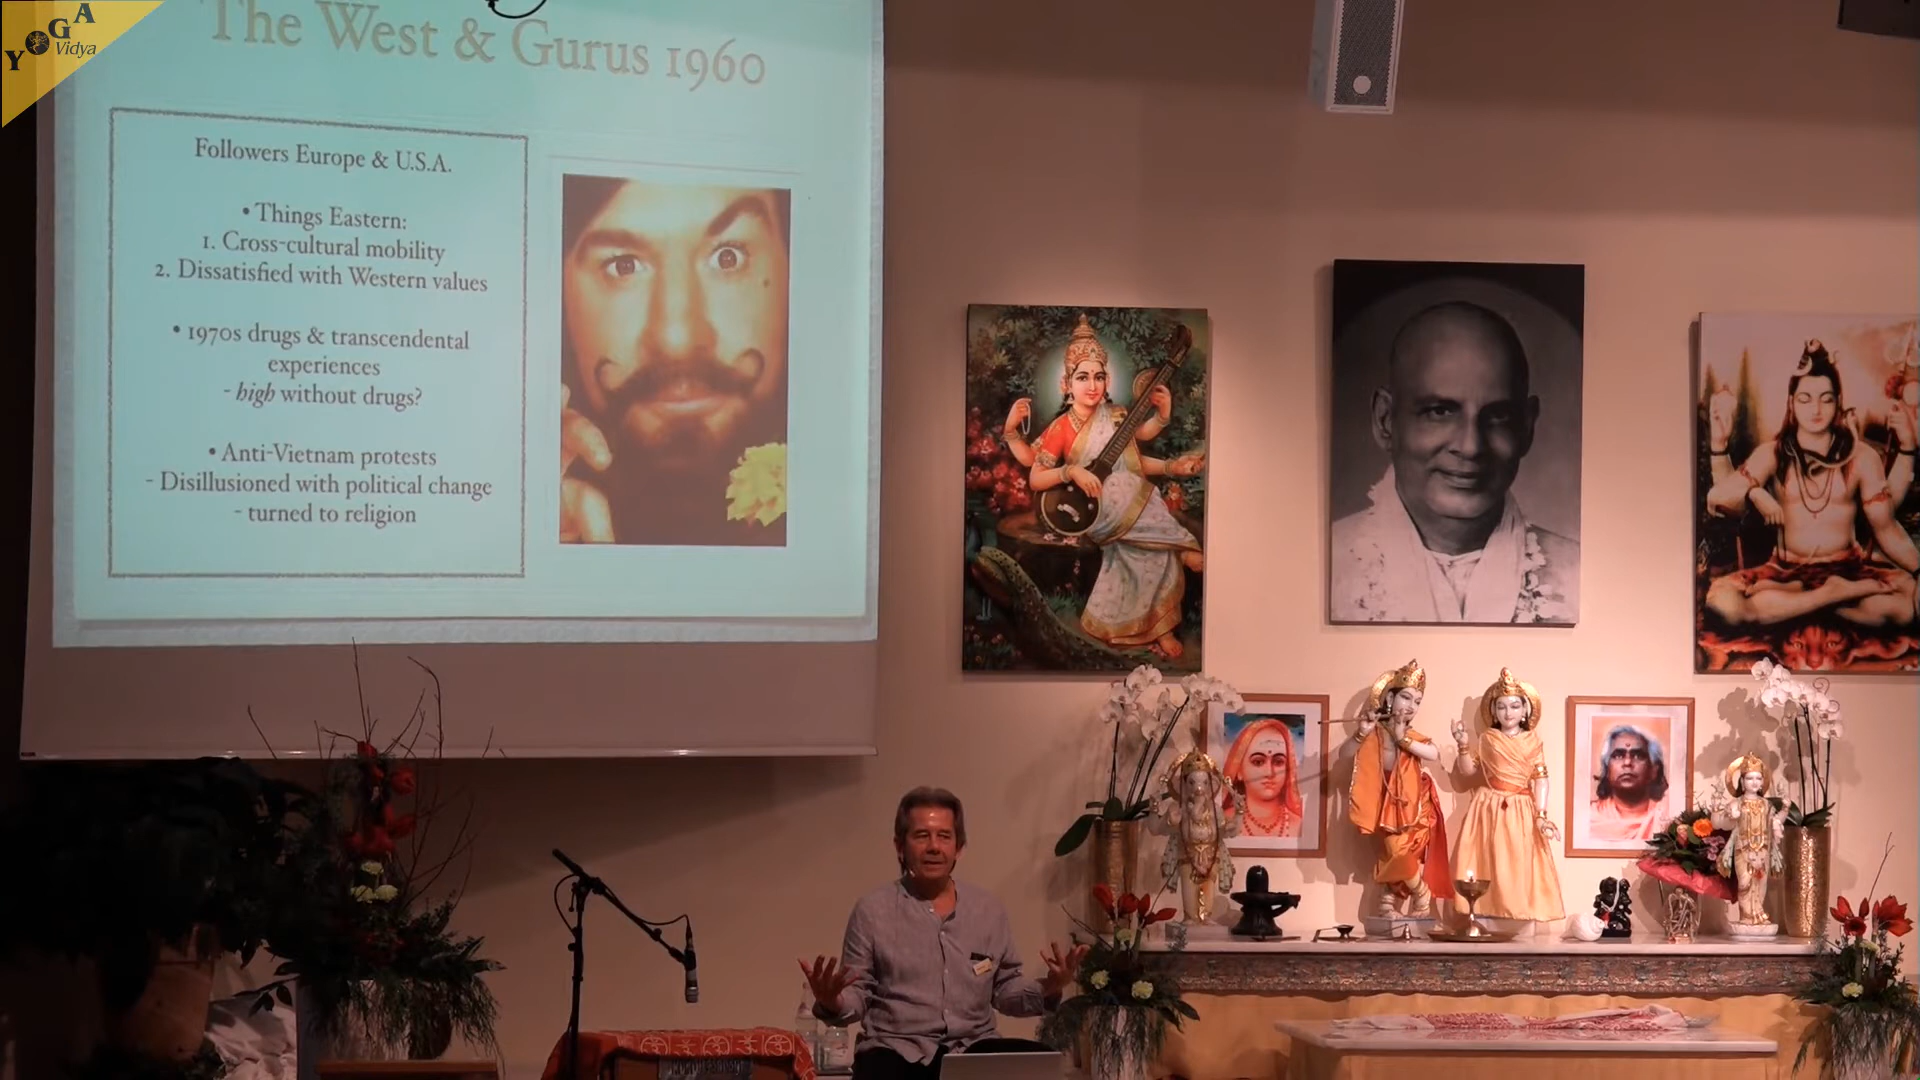 YOGA
Vidya
The West & Gurus 1960
Followers Europe & U.S.A.
• Things Eastern:
1. Cross-cultural mobility
2. Dissatisfied with Western values
• 1970s drugs & transcendental
experiences
- high without drugs?
• Anti-Vietnam protests
- Disillusioned with political change
- turned to religion